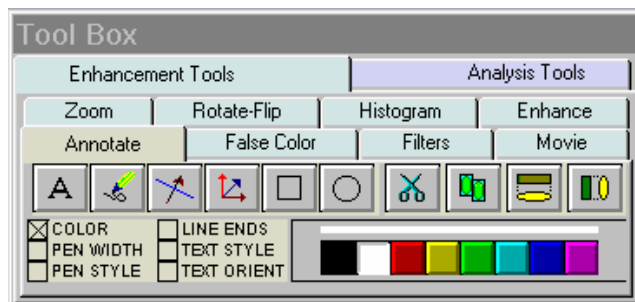 Tool Box
Enhancement Tools Analysis Tools
Zoom Rotate-Flip Histogram Enhance
Annotate False Color Filters Movie
A
COLOR LINE ENDS
PEN WIDTH TEXT STYLE
PEN STYLE TEXT ORIENT